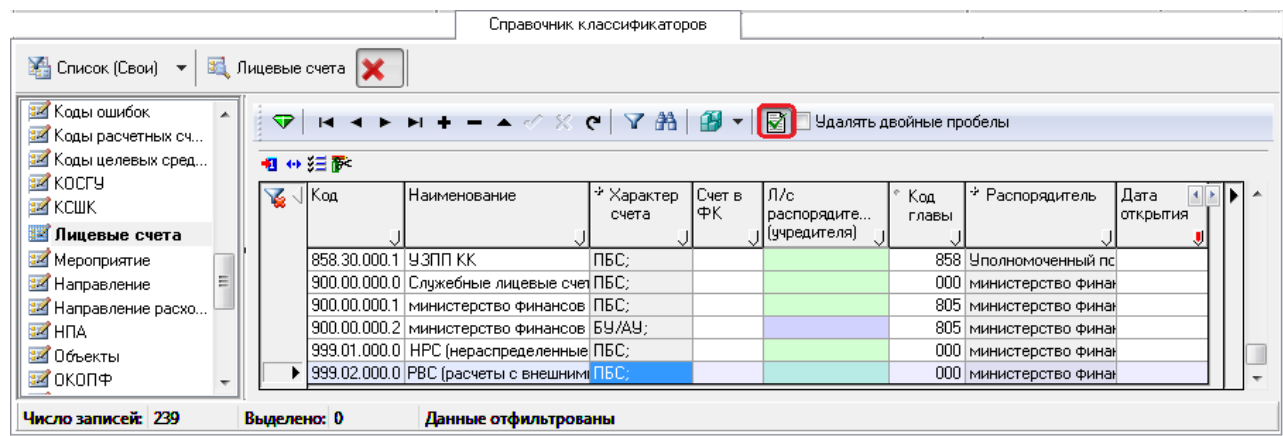 Справочник классификаторов
Список (Свои) Лицевые счета
Коды ошибок
Коды расчетных сч...
Коды целевых сред...
КОСГУ
КСШК
Лицевые счета
Мероприятие
Направление
Направление расхо...
НПА
Объекты
ОКОПФ
Удалять двойные пробелы
Код Наименование Характер счета Счет в ФК Л/с распорядите... (учредителя) Код главы Распорядитель Дата открытия
858.30.000.1 УЗПП КК ПБС; 858 Уполномоченный пс
900.00.000.0 Служебные лицевые счет ПБС; 000 министерство финан
900.00.000.1 министерство финансов ПБС; 805 министерство финан
900.00.000.2 министерство финансов БУ/АУ; 805 министерство финан
999.01.000.0 НРС (нераспределенные ПБС; 000 министерство финан
999.02.000.0 РВС (расчеты с внешними ПБС; 000 министерство финан
Число записей: 239 Выделено: 0 Данные отфильтрованы